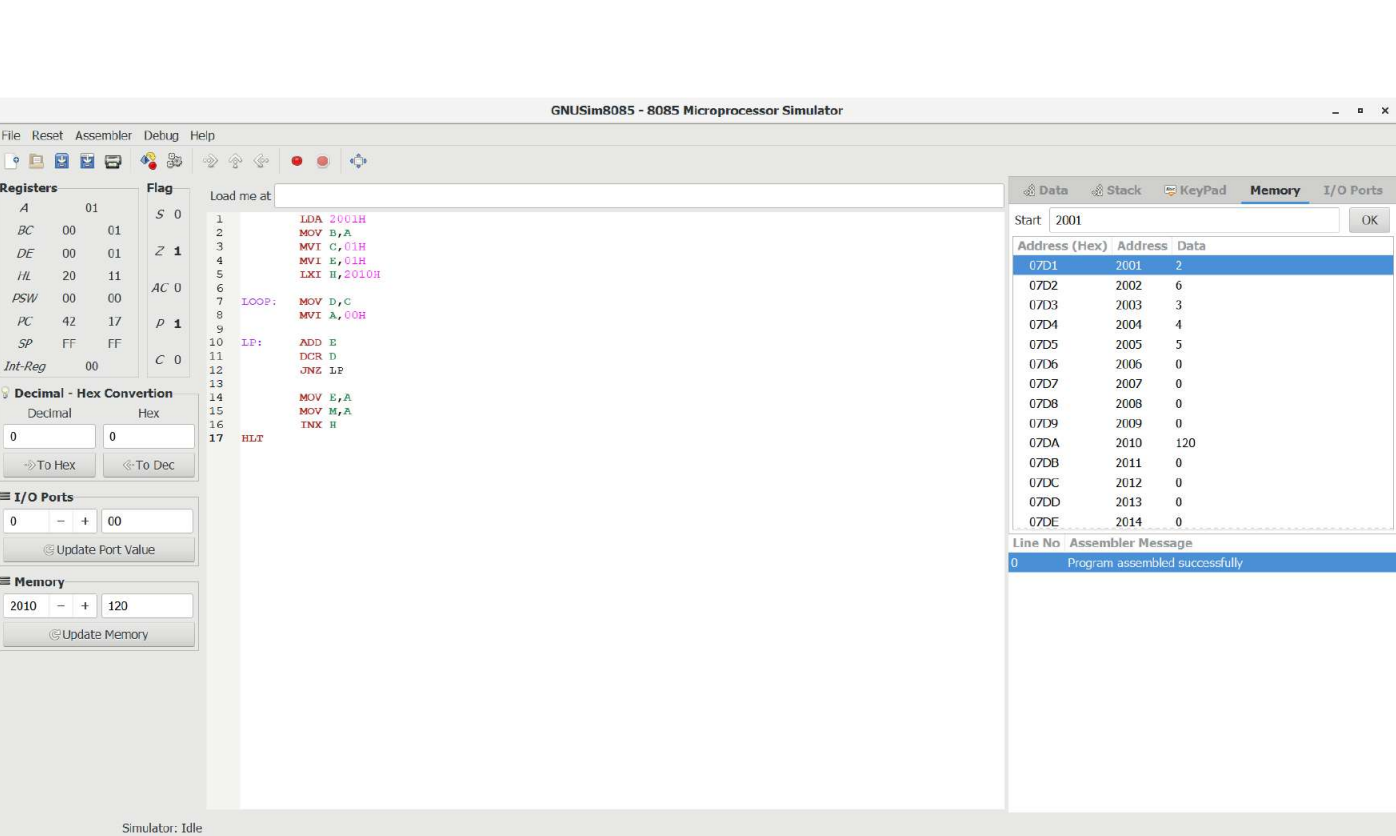 GNUSim8085 - 8085 Microprocessor Simulator
File Reset Assembler Debug Help
Registers
A 01
BC 00 01
DE 00 01
HL 20 11
PSW 00 00
PC 42 17
SP FF FF
Int-Reg 00
Flag
S 0
Z 1
AC 0
P 1
C 0
Decimal - Hex Convertion
Decimal Hex
0 0
To Hex To Dec
I/O Ports
0 − + 00
Update Port Value
Memory
2010 − + 120
Update Memory
Load me at
1 LDA 2001H
2 MOV B,A
3 MVI C,01H
4 MVI E,01H
5 LXI H,2010H
6
7 LOOP: MOV D,C
8 MVI A,00H
9
10 LP: ADD E
11 DCR D
12 JNZ LP
13
14 MOV E,A
15 MOV M,A
16 INX H
17 HLT
Data Stack KeyPad Memory I/O Ports
Start 2001 OK
Address (Hex) Address Data
07D1 2001 2
07D2 2002 6
07D3 2003 3
07D4 2004 4
07D5 2005 5
07D6 2006 0
07D7 2007 0
07D8 2008 0
07D9 2009 0
07DA 2010 120
07DB 2011 0
07DC 2012 0
07DD 2013 0
07DE 2014 0
Line No Assembler Message
0 Program assembled successfully
Simulator: Idle